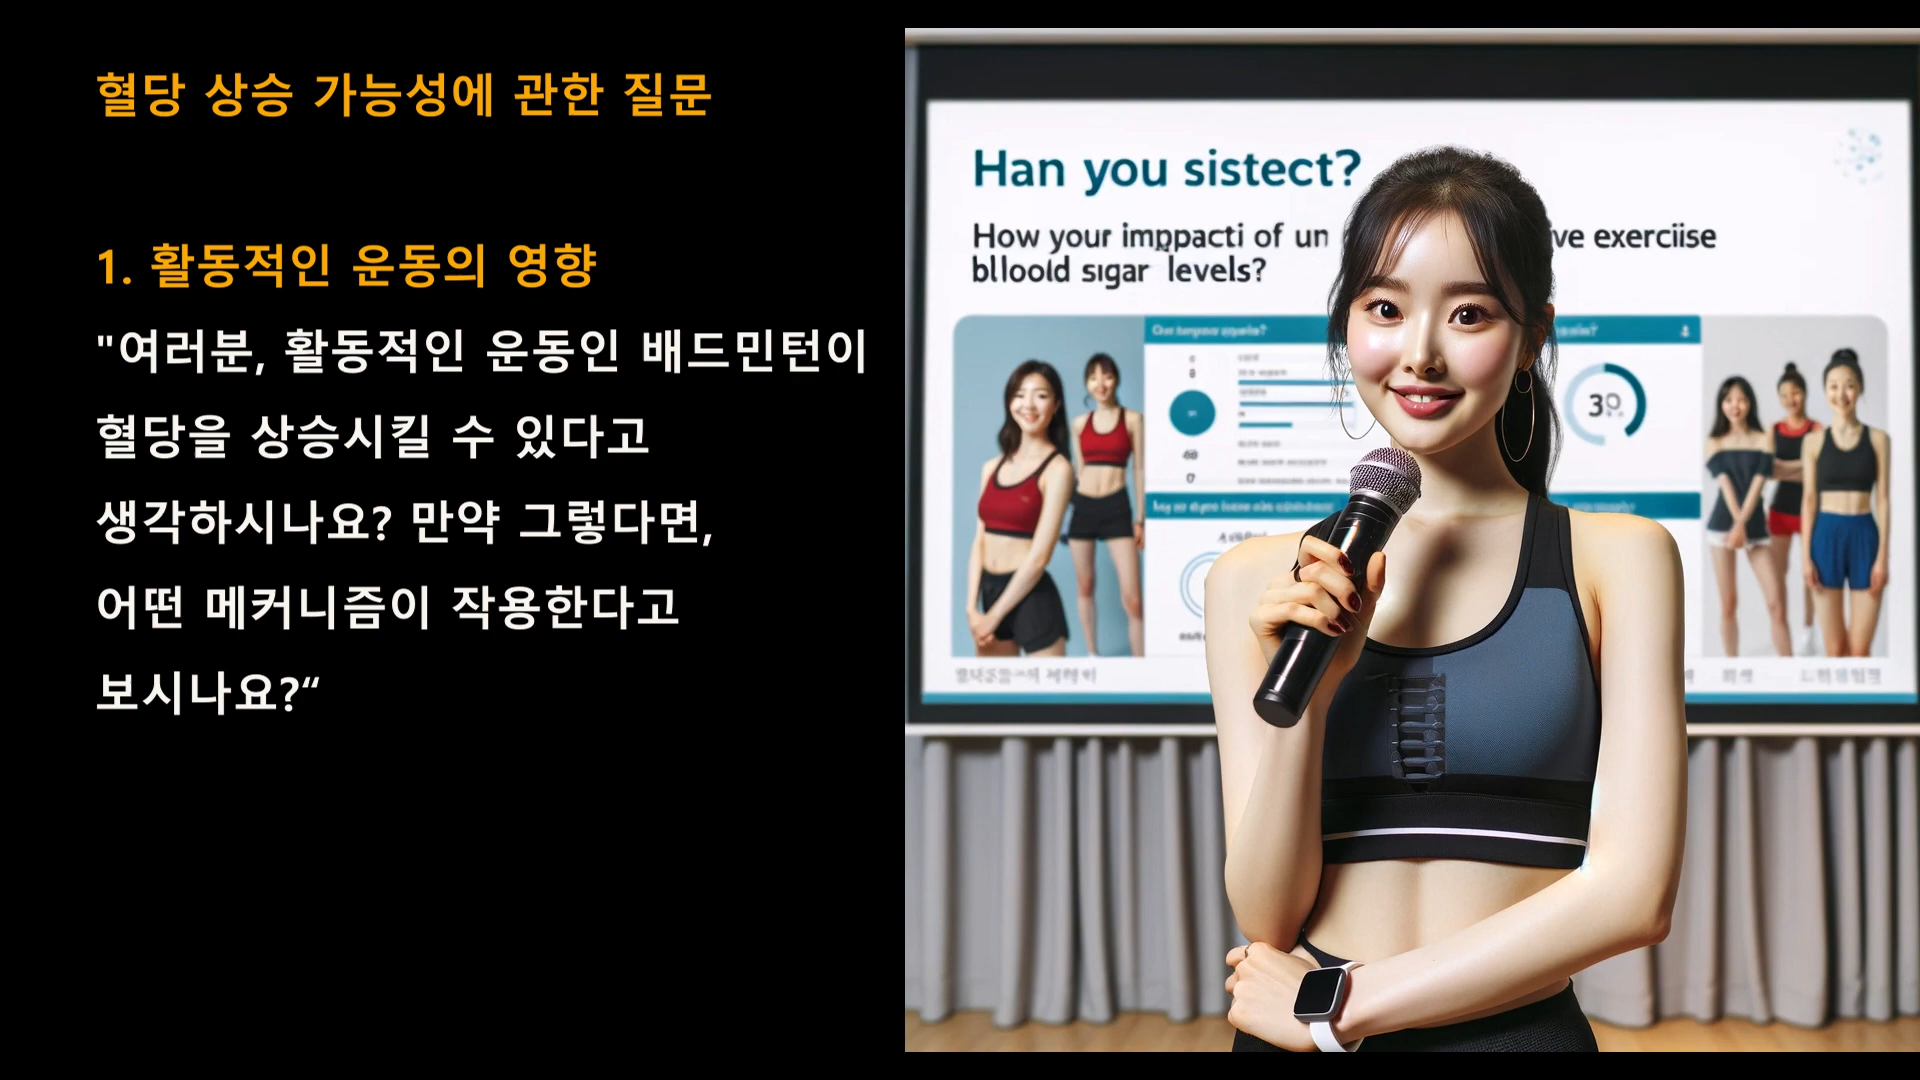 혈당 상승 가능성에 관한 질문
1. 활동적인 운동의 영향
"여러분, 활동적인 운동인 배드민턴이
혈당을 상승시킬 수 있다고
생각하시나요? 만약 그렇다면,
어떤 메커니즘이 작용한다고
보시나요?“
Han you sistect?
How your imppacti of un ve exerciise
blloold sıgar levels?